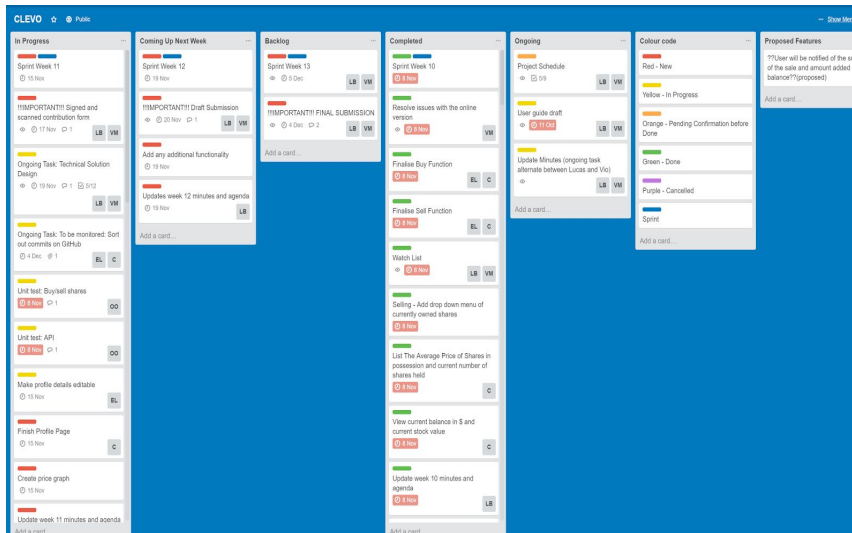 CLEVO
Public
Show Men
In Progress
Sprint Week 11
15 Nov
!!!IMPORTANT!!! Signed and
scanned contribution form
17 Nov 1
LB VM
Ongoing Task: Technical Solution
Design
19 Nov 1 5/12
LB VM
Ongoing Task: To be monitored: Sort
out commits on GitHub
4 Dec 1
EL C
Unit test: Buy/sell shares
8 Nov 1
OO
Unit test: API
8 Nov 1
OO
Make profile details editable
15 Nov
EL
Finish Profile Page
15 Nov
C
Create price graph
15 Nov
Update week 11 minutes and agenda
Add a card...
Coming Up Next Week
Sprint Week 12
19 Nov
!!!IMPORTANT!!! Draft Submission
20 Nov 1
LB VM
Add any additional functionality
19 Nov
Updates week 12 minutes and agenda
19 Nov
LB
Add a card...
Backlog
Sprint Week 13
5 Dec
LB VM
!!!IMPORTANT!!! FINAL SUBMISSION
4 Dec 2
LB VM
Add a card...
Completed
Sprint Week 10
8 Nov
LB VM
Resolve issues with the online
version
8 Nov
VM
Finalise Buy Function
8 Nov
EL C
Finalise Sell Function
8 Nov
EL C
Watch List
8 Nov
LB VM
Selling - Add drop down menu of
currently owned shares
8 Nov
List The Average Price of Shares in
possession and current number of
shares held
8 Nov
C
View current balance in $ and
current stock value
8 Nov
C
Update week 10 minutes and
agenda
8 Nov
LB
Add a card...
Ongoing
Project Schedule
5/9
LB VM
User guide draft
11 Oct
LB VM
Update Minutes (ongoing task
alternate between Lucas and Vio)
LB VM
Add a card...
Colour code
Red - New
Yellow - In Progress
Orange - Pending Confirmation before
Done
Green - Done
Purple - Cancelled
Sprint
Add a card...
Proposed Features
??User will be notified of the su
of the sale and amount added
balance??(proposed)
Add a card...